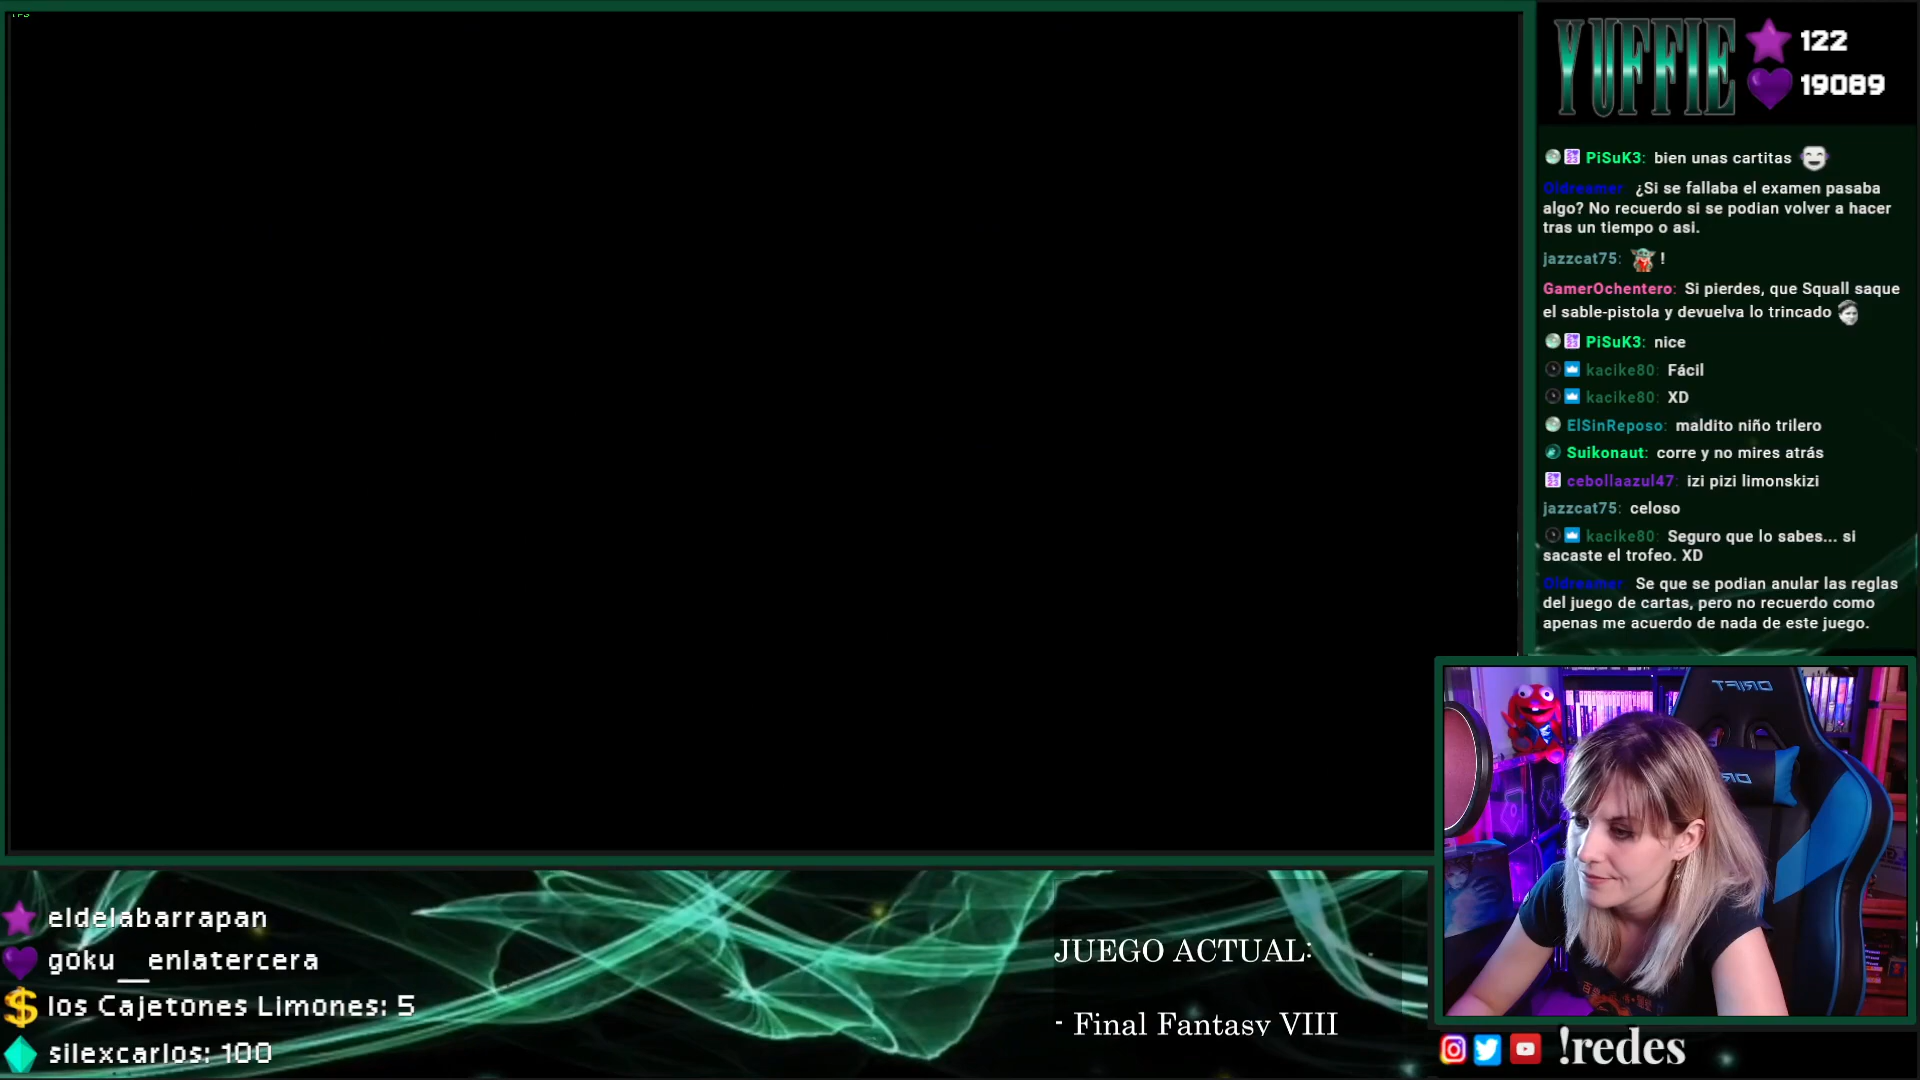 FPS
YUFFIE
122
19089
PiSuK3: bien unas cartitas
Oldreamer ¿Si se fallaba el examen pasaba
algo? No recuerdo si se podian volver a hacer
tras un tiempo o asi.
jazzcat75: !
GamerOchentero: Si pierdes, que Squall saque
el sable-pistola y devuelva lo trincado
PiSuK3: nice
kacike80: Fácil
kacike80: XD
ElSinReposo: maldito niño trilero
Suikonaut: corre y no mires atrás
cebollaazul47: izi pizi limonskizi
jazzcat75: celoso
kacike80: Seguro que lo sabes... si
sacaste el trofeo. XD
Oldreamer Se que se podian anular las reglas
del juego de cartas, pero no recuerdo como
apenas me acuerdo de nada de este juego.
DRIFT
eldelabarrapan
goku__enlatercera
los Cajetones Limones: 5
silexcarlos: 100
JUEGO ACTUAL:
- Final Fantasy VIII
!redes